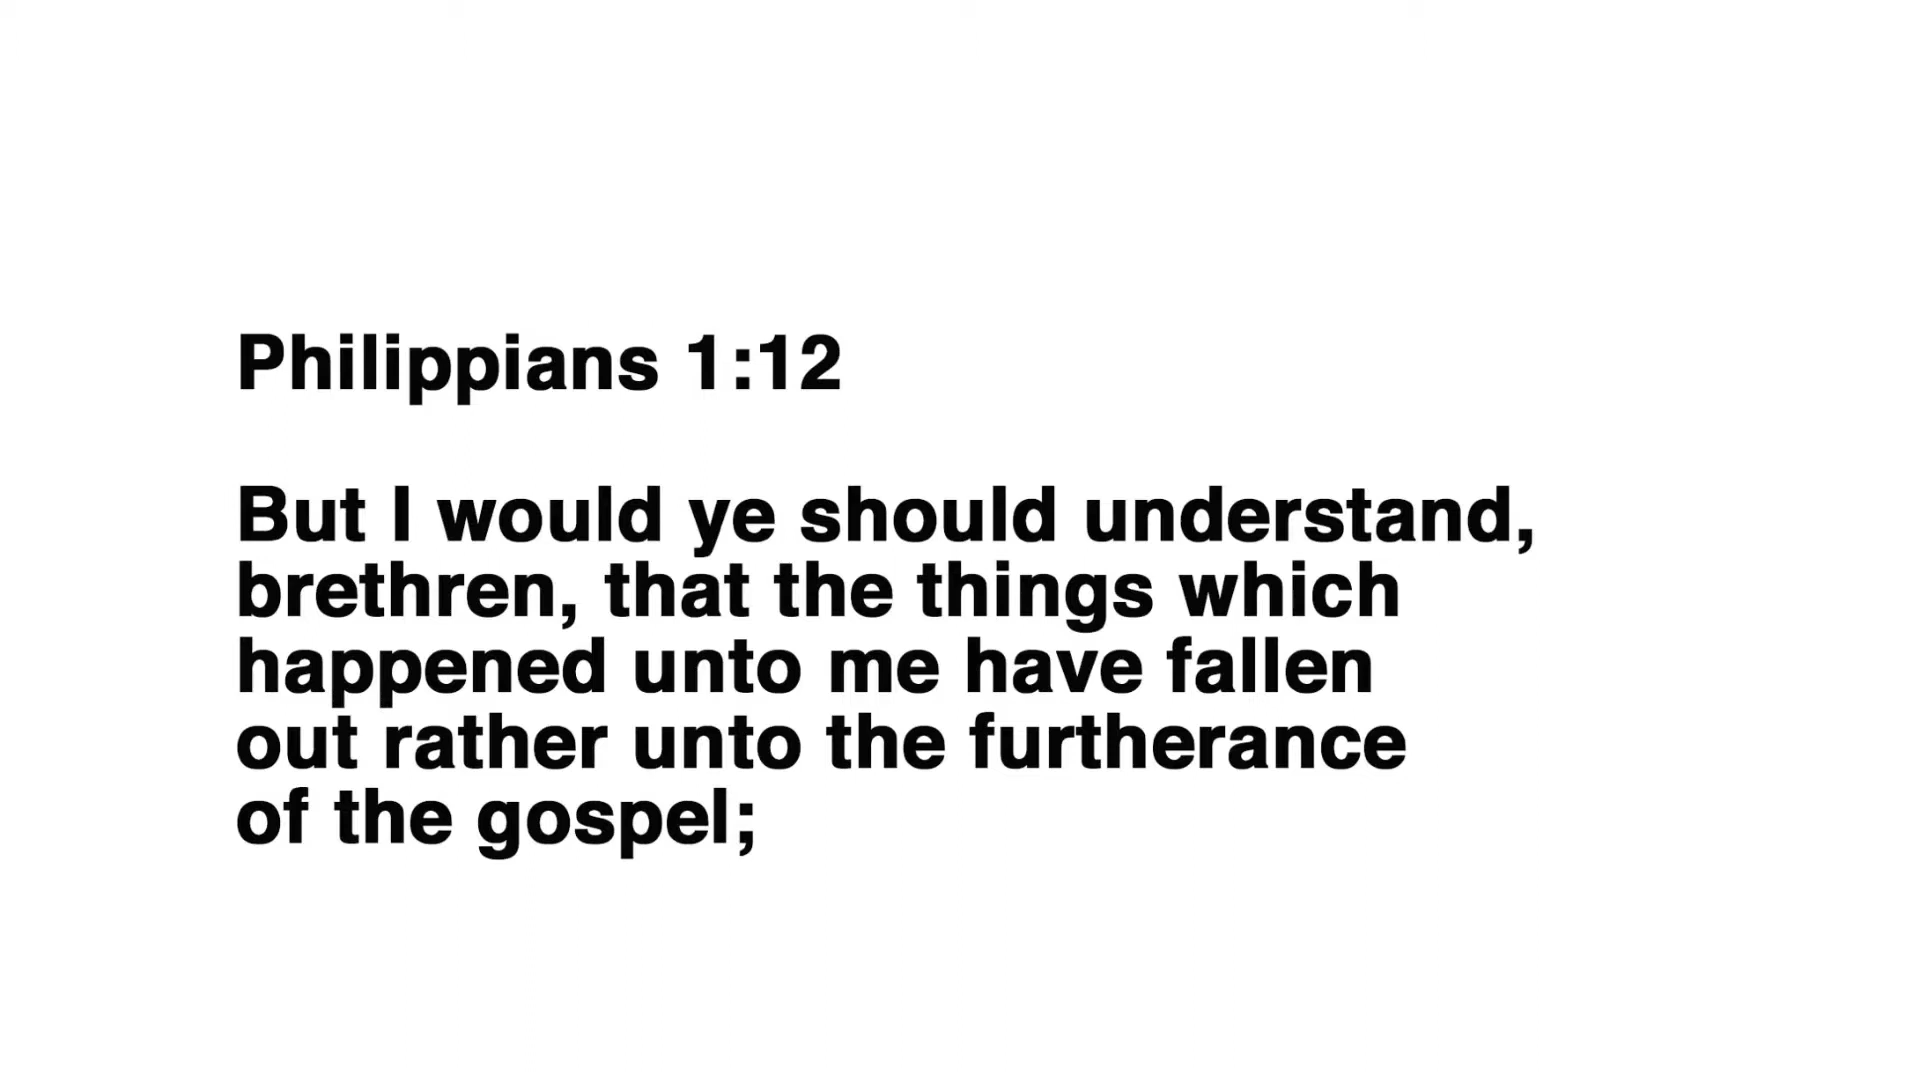 Philippians 1:12
But I would ye should understand,
brethren, that the things which
happened unto me have fallen
out rather unto the furtherance
of the gospel;